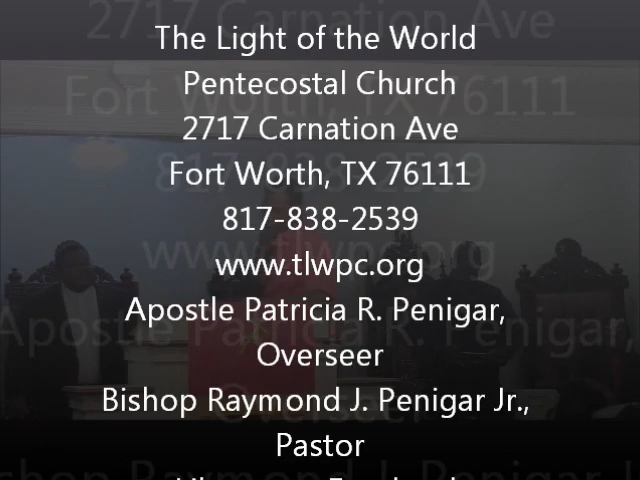 The Light of the World
Pentecostal Church
2717 Carnation Ave
Fort Worth, TX 76111
817-838-2539
www.tlwpc.org
Apostle Patricia R. Penigar,
Overseer
Bishop Raymond J. Penigar Jr.,
Pastor